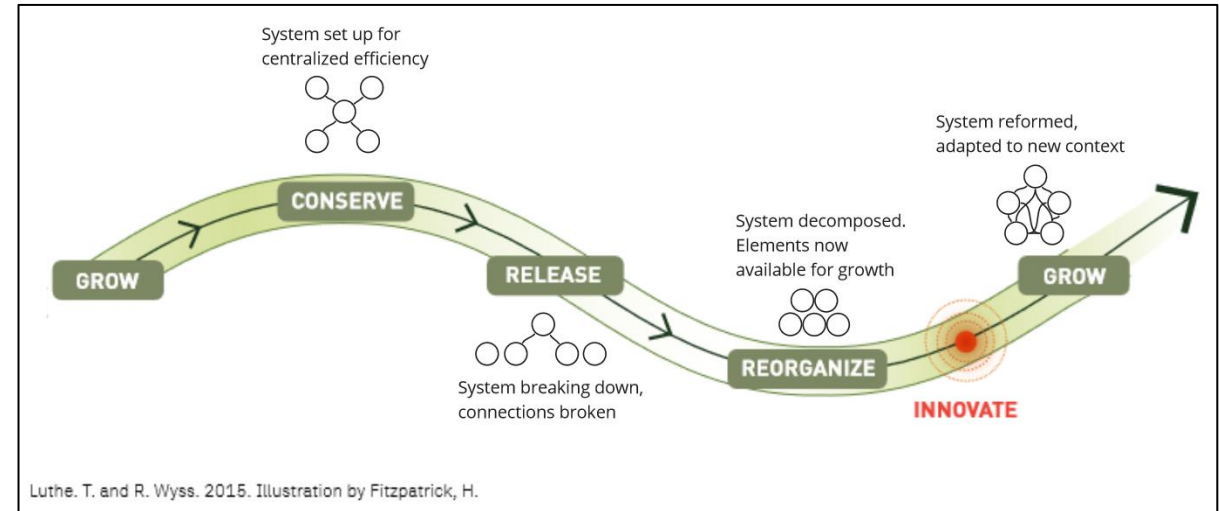 System set up for
centralized efficiency
CONSERVE
GROW
RELEASE
System breaking down,
connections broken
System decomposed.
Elements now
available for growth
REORGANIZE
INNOVATE
System reformed,
adapted to new context
GROW
Luthe. T. and R. Wyss. 2015. Illustration by Fitzpatrick, H.